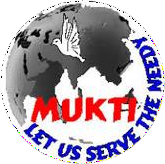 MUKTI
LET US SERVE THE NEEDY